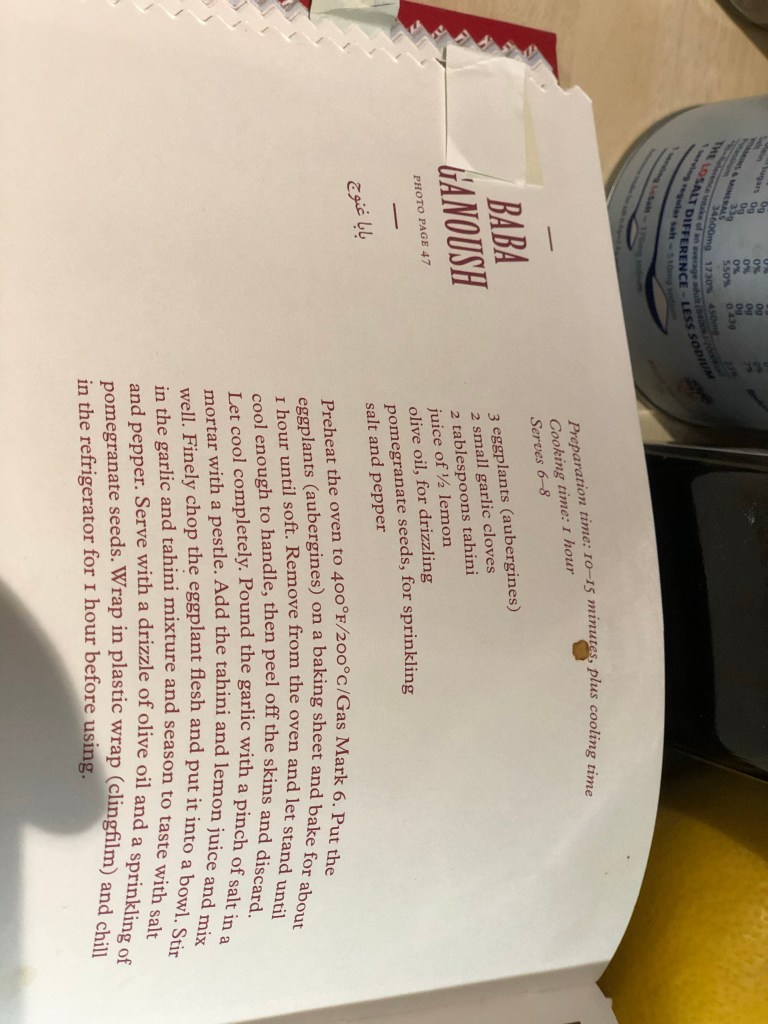 BABA
GANOUSH
PHOTO PAGE 47
بابا غنوج
Preparation time: 10–15 minutes, plus cooling time
Cooking time: 1 hour
Serves 6–8
3 eggplants (aubergines)
2 small garlic cloves
2 tablespoons tahini
juice of ½ lemon
olive oil, for drizzling
pomegranate seeds, for sprinkling
salt and pepper
Preheat the oven to 400°F/200°C/Gas Mark 6. Put the
eggplants (aubergines) on a baking sheet and bake for about
1 hour until soft. Remove from the oven and let stand until
cool enough to handle, then peel off the skins and discard.
Let cool completely. Pound the garlic with a pinch of salt in a
mortar with a pestle. Add the tahini and lemon juice and mix
well. Finely chop the eggplant flesh and put it into a bowl. Stir
in the garlic and tahini mixture and season to taste with salt
and pepper. Serve with a drizzle of olive oil and a sprinkling of
pomegranate seeds. Wrap in plastic wrap (clingfilm) and chill
in the refrigerator for 1 hour before using.
THE LOSALT DIFFERENCE – LESS SODIUM